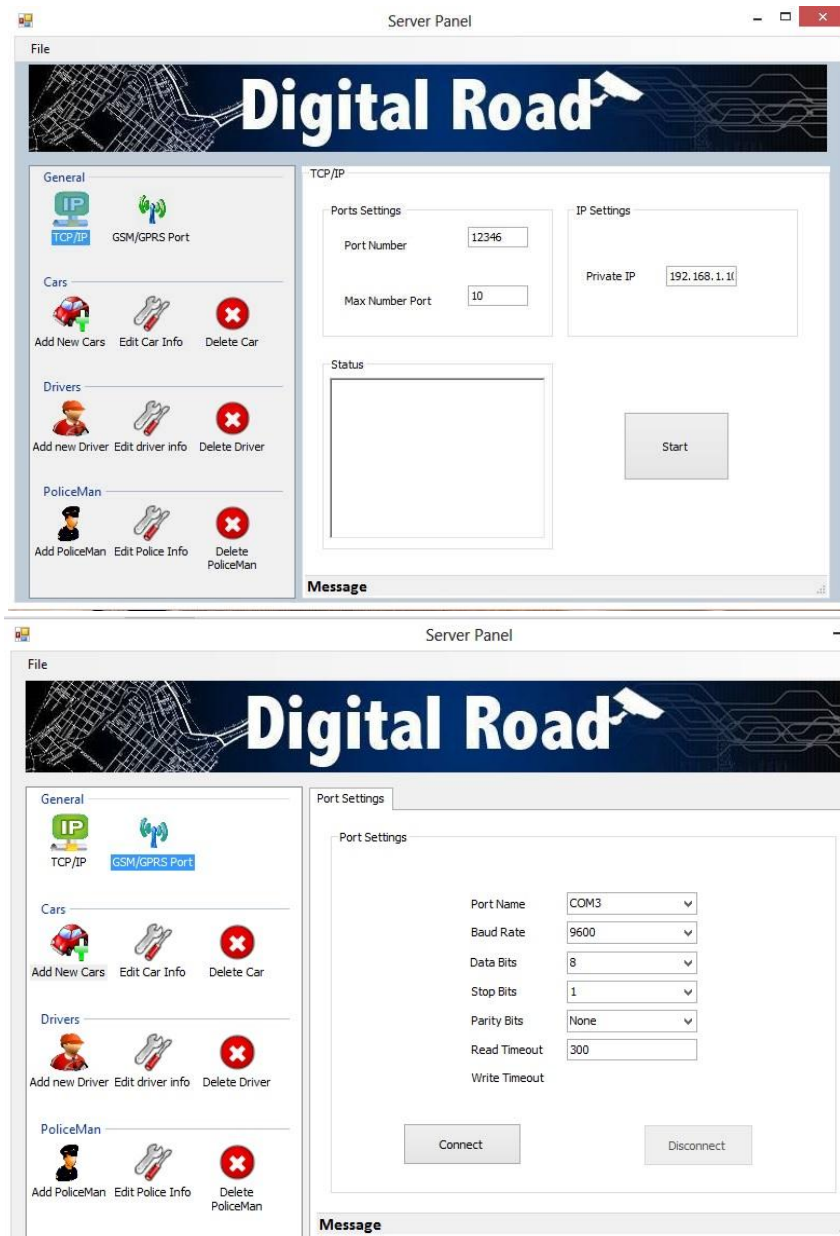 Server Panel
File
Digital Road
General
IP
TCP/IP GSM/GPRS Port
Cars
Add New Cars Edit Car Info Delete Car
Drivers
Add new Driver Edit driver info Delete Driver
PoliceMan
Add PoliceMan Edit Police Info Delete
PoliceMan
TCP/IP
Ports Settings
Port Number 12346
Max Number Port 10
IP Settings
Private IP 192.168.1.1
Status
Start
Message
Server Panel
File
Digital Road
General
IP
TCP/IP GSM/GPRS Port
Cars
Add New Cars Edit Car Info Delete Car
Drivers
Add new Driver Edit driver info Delete Driver
PoliceMan
Add PoliceMan Edit Police Info Delete
PoliceMan
Port Settings
Port Settings
Port Name COM3
Baud Rate 9600
Data Bits 8
Stop Bits 1
Parity Bits None
Read Timeout 300
Write Timeout
Connect Disconnect
Message